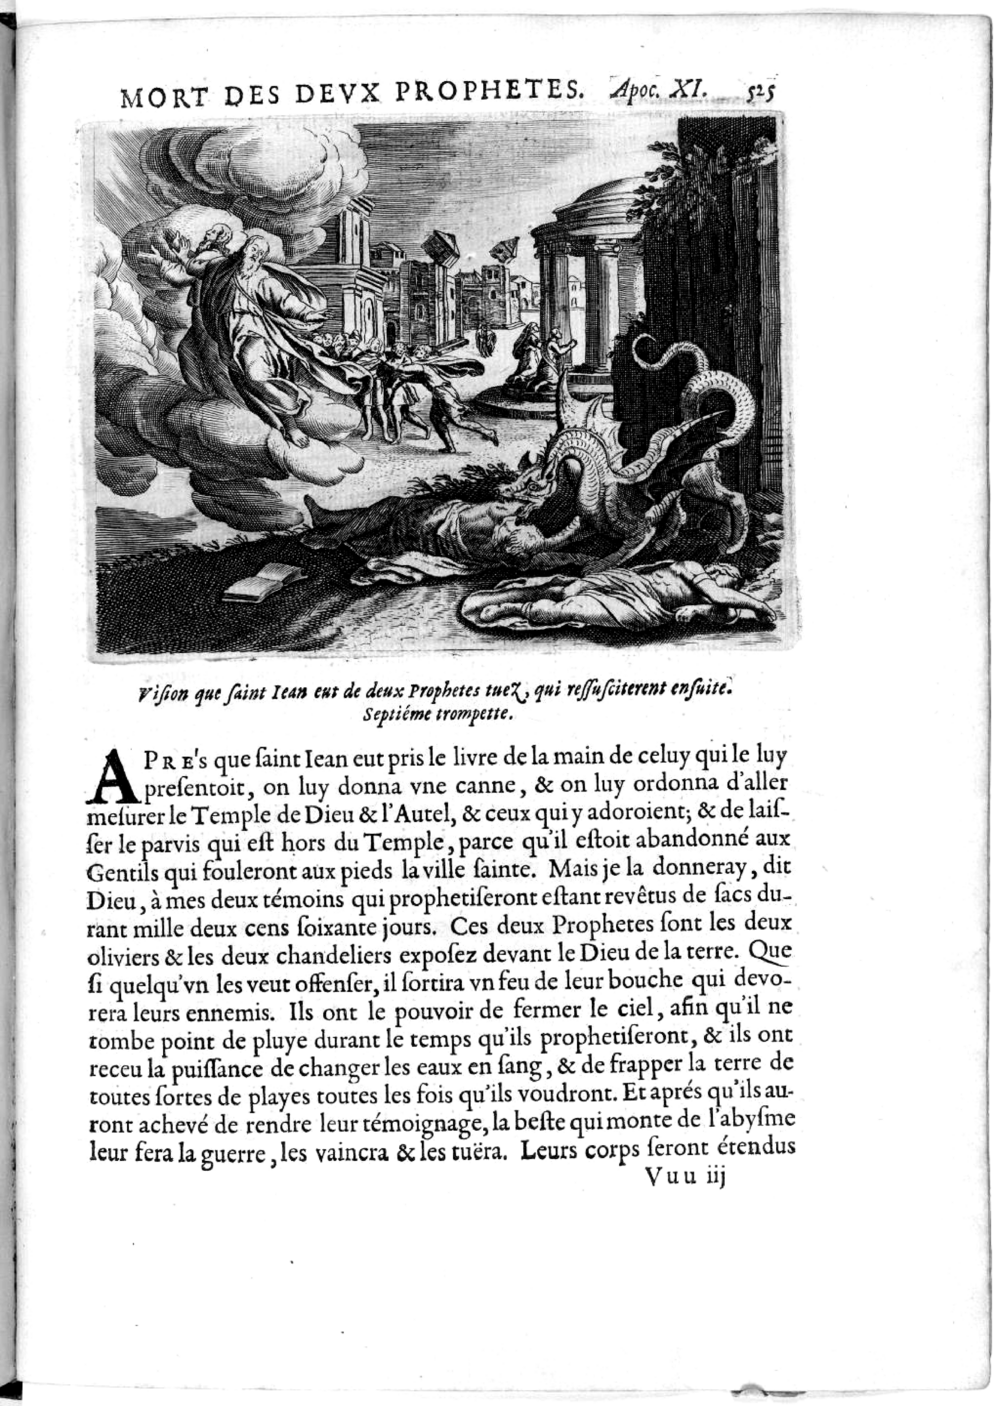 MORT DES DEVX PROPHETES. Apoc. XI. 525
Viſion que ſaint Iean eut de deux Prophetes tuez, qui reſſuſciterent enſuite.
Septiéme trompette.
APRE's que ſaint Iean eut pris le livre de la main de celuy qui le luy
preſentoit, on luy donna vne canne, & on luy ordonna d'aller
meſurer le Temple de Dieu & l'Autel, & ceux qui y adoroient; & de laiſ-
ſer le parvis qui eſt hors du Temple, parce qu'il eſtoit abandonné aux
Gentils qui fouleront aux pieds la ville ſainte. Mais je la donneray, dit
Dieu, à mes deux témoins qui prophetiſeront eſtant revêtus de ſacs du-
rant mille deux cens ſoixante jours. Ces deux Prophetes ſont les deux
oliviers & les deux chandeliers expoſez devant le Dieu de la terre. Que
ſi quelqu'vn les veut offenſer, il ſortira vn feu de leur bouche qui devo-
rera leurs ennemis. Ils ont le pouvoir de fermer le ciel, afin qu'il ne
tombe point de pluye durant le temps qu'ils prophetiſeront, & ils ont
receu la puiſſance de changer les eaux en ſang, & de frapper la terre de
toutes ſortes de playes toutes les fois qu'ils voudront. Et aprés qu'ils au-
ront achevé de rendre leur témoignage, la beſte qui monte de l'abyſme
leur fera la guerre, les vaincra & les tuëra. Leurs corps ſeront étendus
Vuu iij